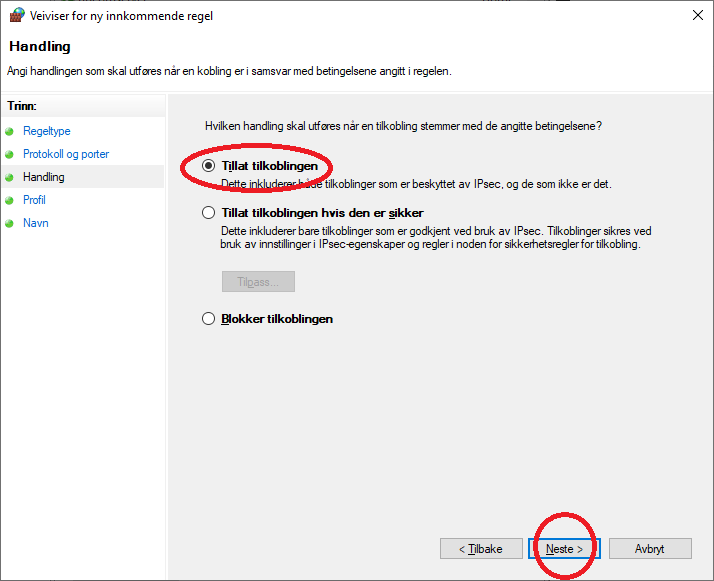 Veiviser for ny innkommende regel
Handling
Angi handlingen som skal utføres når en kobling er i samsvar med betingelsene angitt i regelen.
Trinn:
Regeltype
Protokoll og porter
Handling
Profil
Navn
Hvilken handling skal utføres når en tilkobling stemmer med de angitte betingelsene?
Tillat tilkoblingen
Dette inkluderer både tilkoblinger som er beskyttet av IPsec, og de som ikke er det.
Tillat tilkoblingen hvis den er sikker
Dette inkluderer bare tilkoblinger som er godkjent ved bruk av IPsec. Tilkoblinger sikres ved
bruk av innstillinger i IPsec-egenskaper og regler i noden for sikkerhetsregler for tilkobling.
Tilpass...
Blokker tilkoblingen
< Tilbake
Neste >
Avbryt